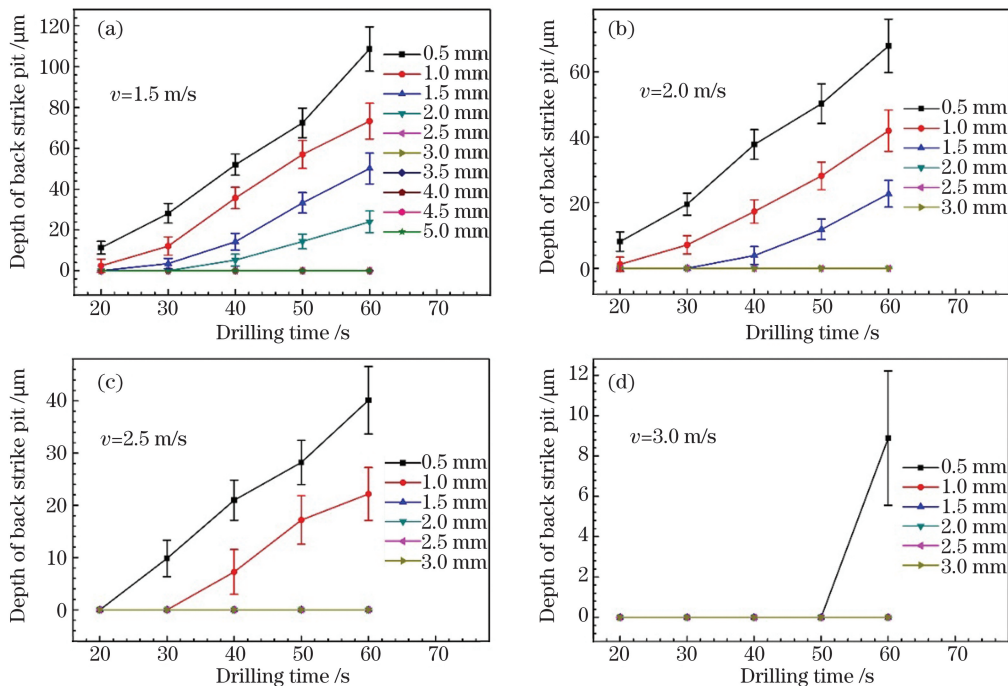 (a)
v=1.5 m/s
Depth of back strike pit /μm
120
100
80
60
40
20
0
20 30 40 50 60 70
Drilling time /s
0.5 mm
1.0 mm
1.5 mm
2.0 mm
2.5 mm
3.0 mm
3.5 mm
4.0 mm
4.5 mm
5.0 mm
(b)
v=2.0 m/s
Depth of back strike pit /μm
60
40
20
0
20 30 40 50 60 70
Drilling time /s
0.5 mm
1.0 mm
1.5 mm
2.0 mm
2.5 mm
3.0 mm
(c)
v=2.5 m/s
Depth of back strike pit /μm
40
30
20
10
0
20 30 40 50 60 70
Drilling time /s
0.5 mm
1.0 mm
1.5 mm
2.0 mm
2.5 mm
3.0 mm
(d)
v=3.0 m/s
Depth of back strike pit /μm
12
10
8
6
4
2
0
20 30 40 50 60 70
Drilling time /s
0.5 mm
1.0 mm
1.5 mm
2.0 mm
2.5 mm
3.0 mm